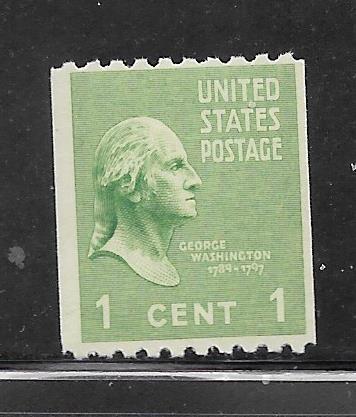 UNITED
STATES
POSTAGE
GEORGE
WASHINGTON
1789-1797
1 CENT 1